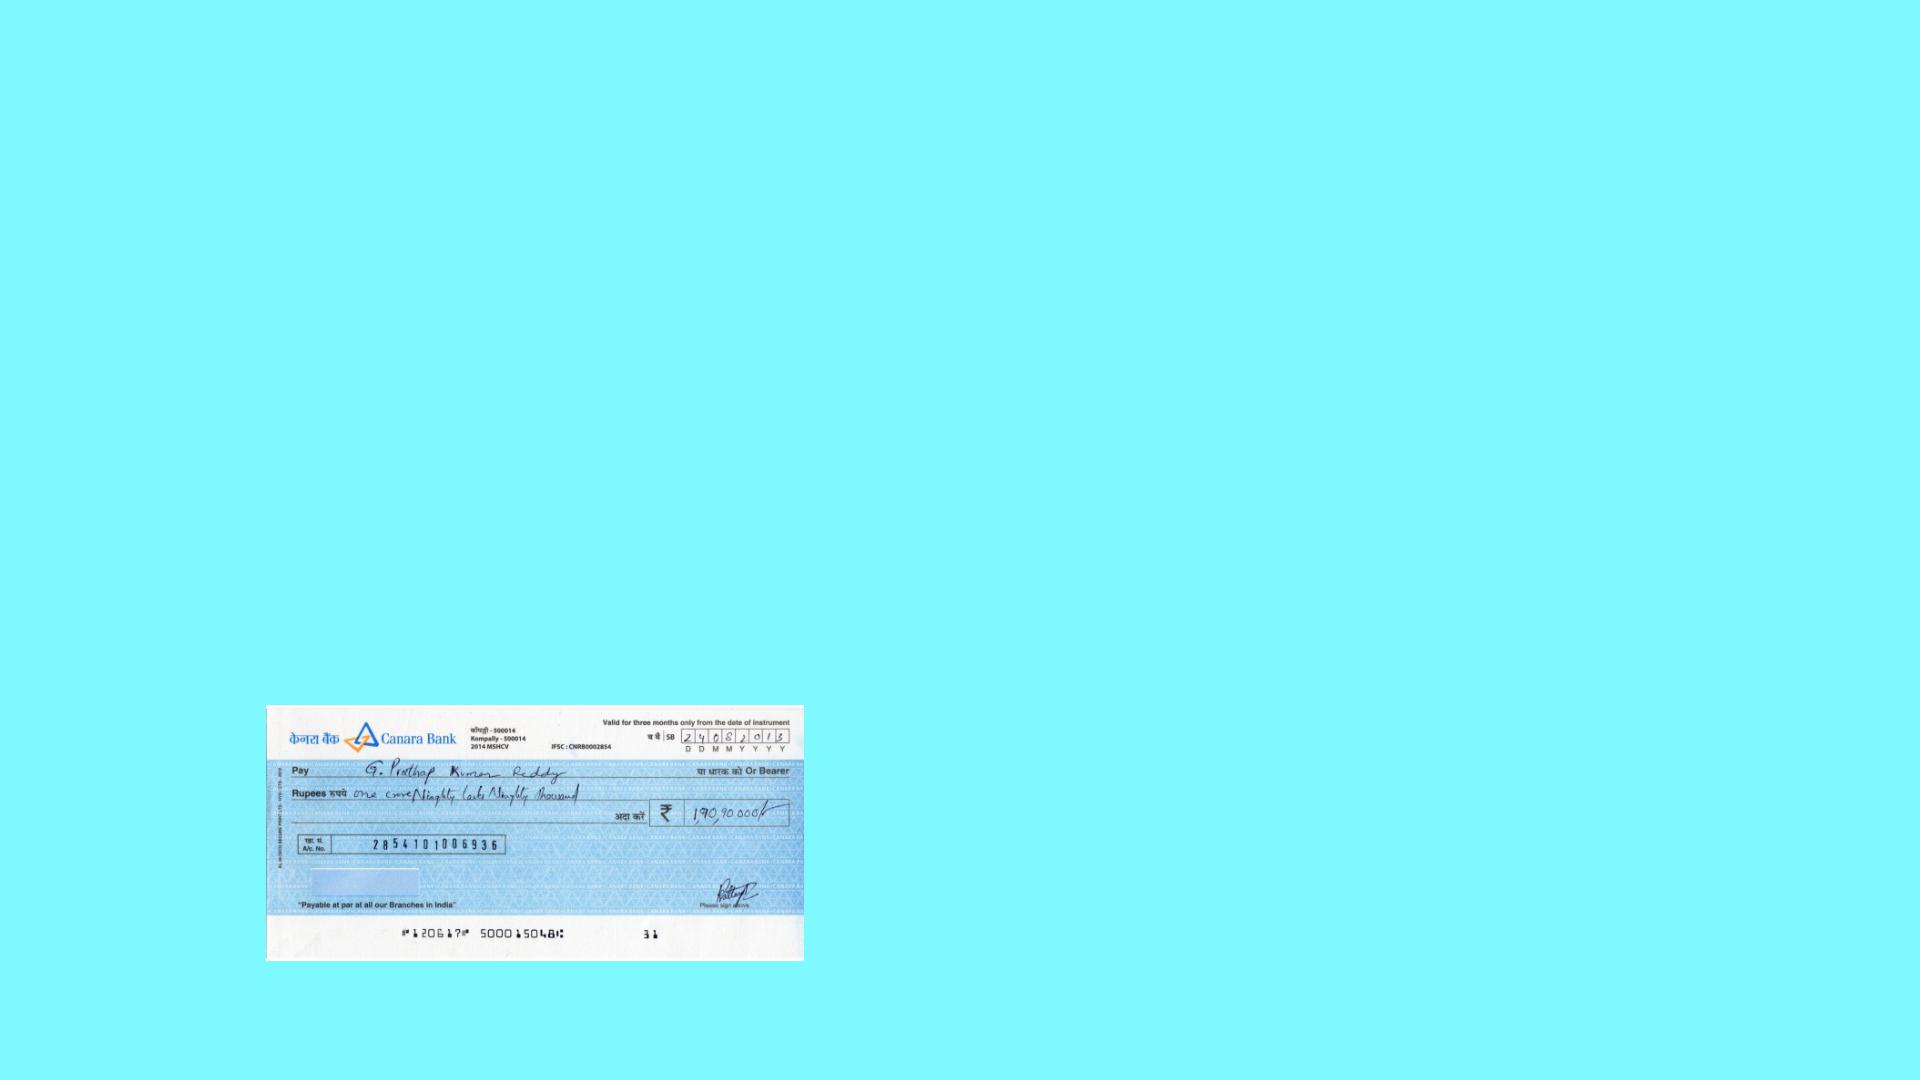 Valid for three months only from the date of instrument
केनरा बैंक Canara Bank
कोंपल्ली - 500014
Kompally - 500014
2014 MSHCV
IFSC : CNRB0002854
ब खै | SB 2 4 0 8 2 0 1 3
D D M M Y Y Y Y
Pay G. Prathap Kumar Reddy या धारक को Or Bearer
Rupees रुपये one crore Ninghty Lacks Ninghty Thousand
अदा करें ₹ 1,90,90,000/-
खा. सं.
A/c. No. 2854101006936
"Payable at par at all our Branches in India"
Please sign above
⑈120617⑈ 500015048⑆ 31